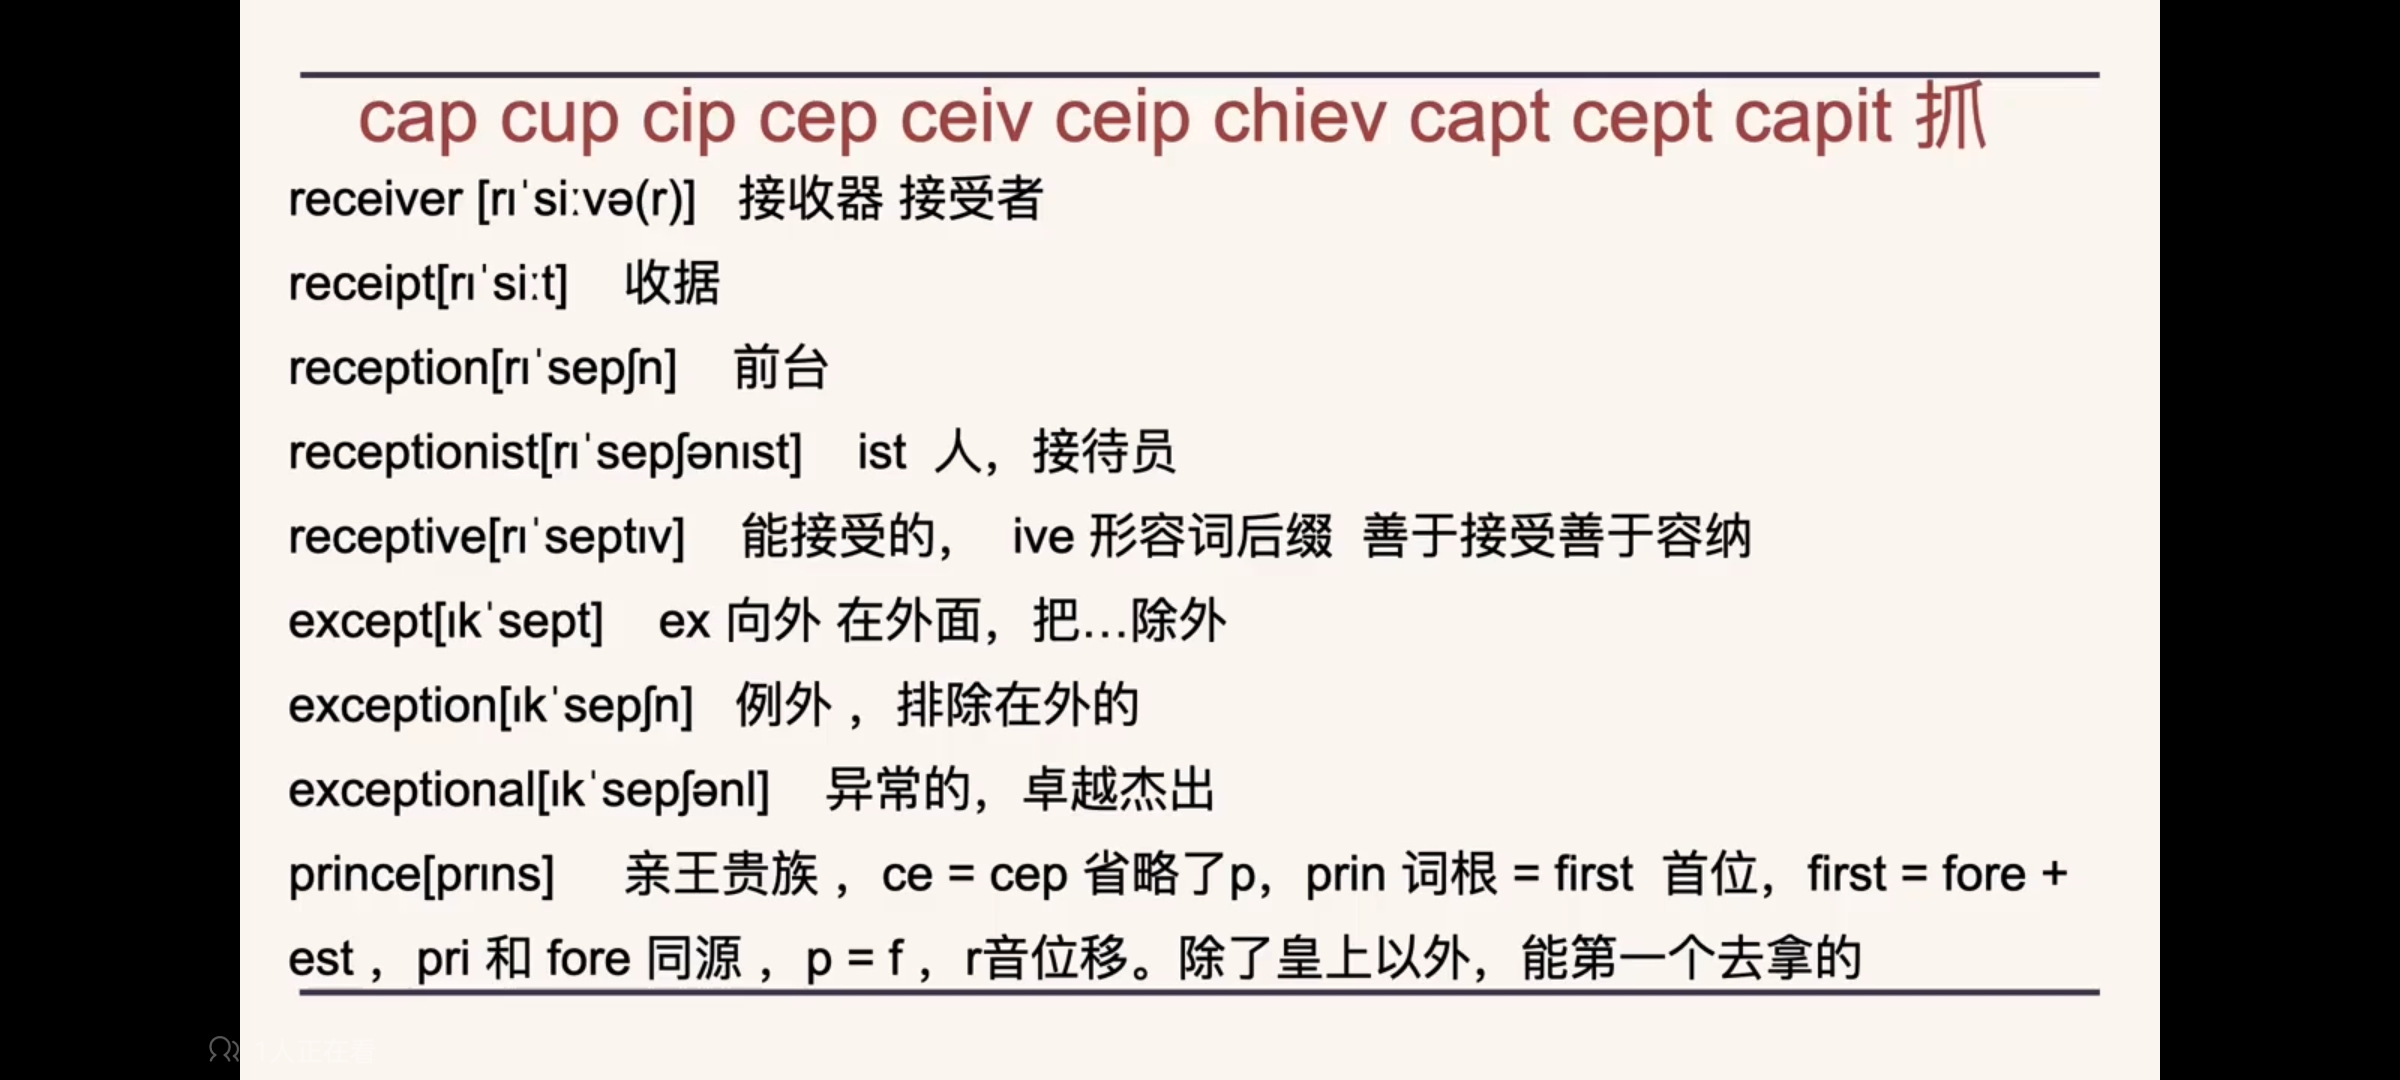 cap cup cip cep ceiv ceip chiev capt cept capit 抓
receiver [rɪˈsiːvə(r)] 接收器 接受者
receipt[rɪˈsiːt] 收据
reception[rɪˈsepʃn] 前台
receptionist[rɪˈsepʃənɪst] ist 人，接待员
receptive[rɪˈseptɪv] 能接受的， ive 形容词后缀 善于接受善于容纳
except[ɪkˈsept] ex 向外 在外面，把...除外
exception[ɪkˈsepʃn] 例外 ，排除在外的
exceptional[ɪkˈsepʃənl] 异常的，卓越杰出
prince[prɪns] 亲王贵族 ，ce = cep 省略了p，prin 词根 = first 首位，first = fore +
est ，pri 和 fore 同源 ，p = f ，r音位移。除了皇上以外，能第一个去拿的
1人正在看